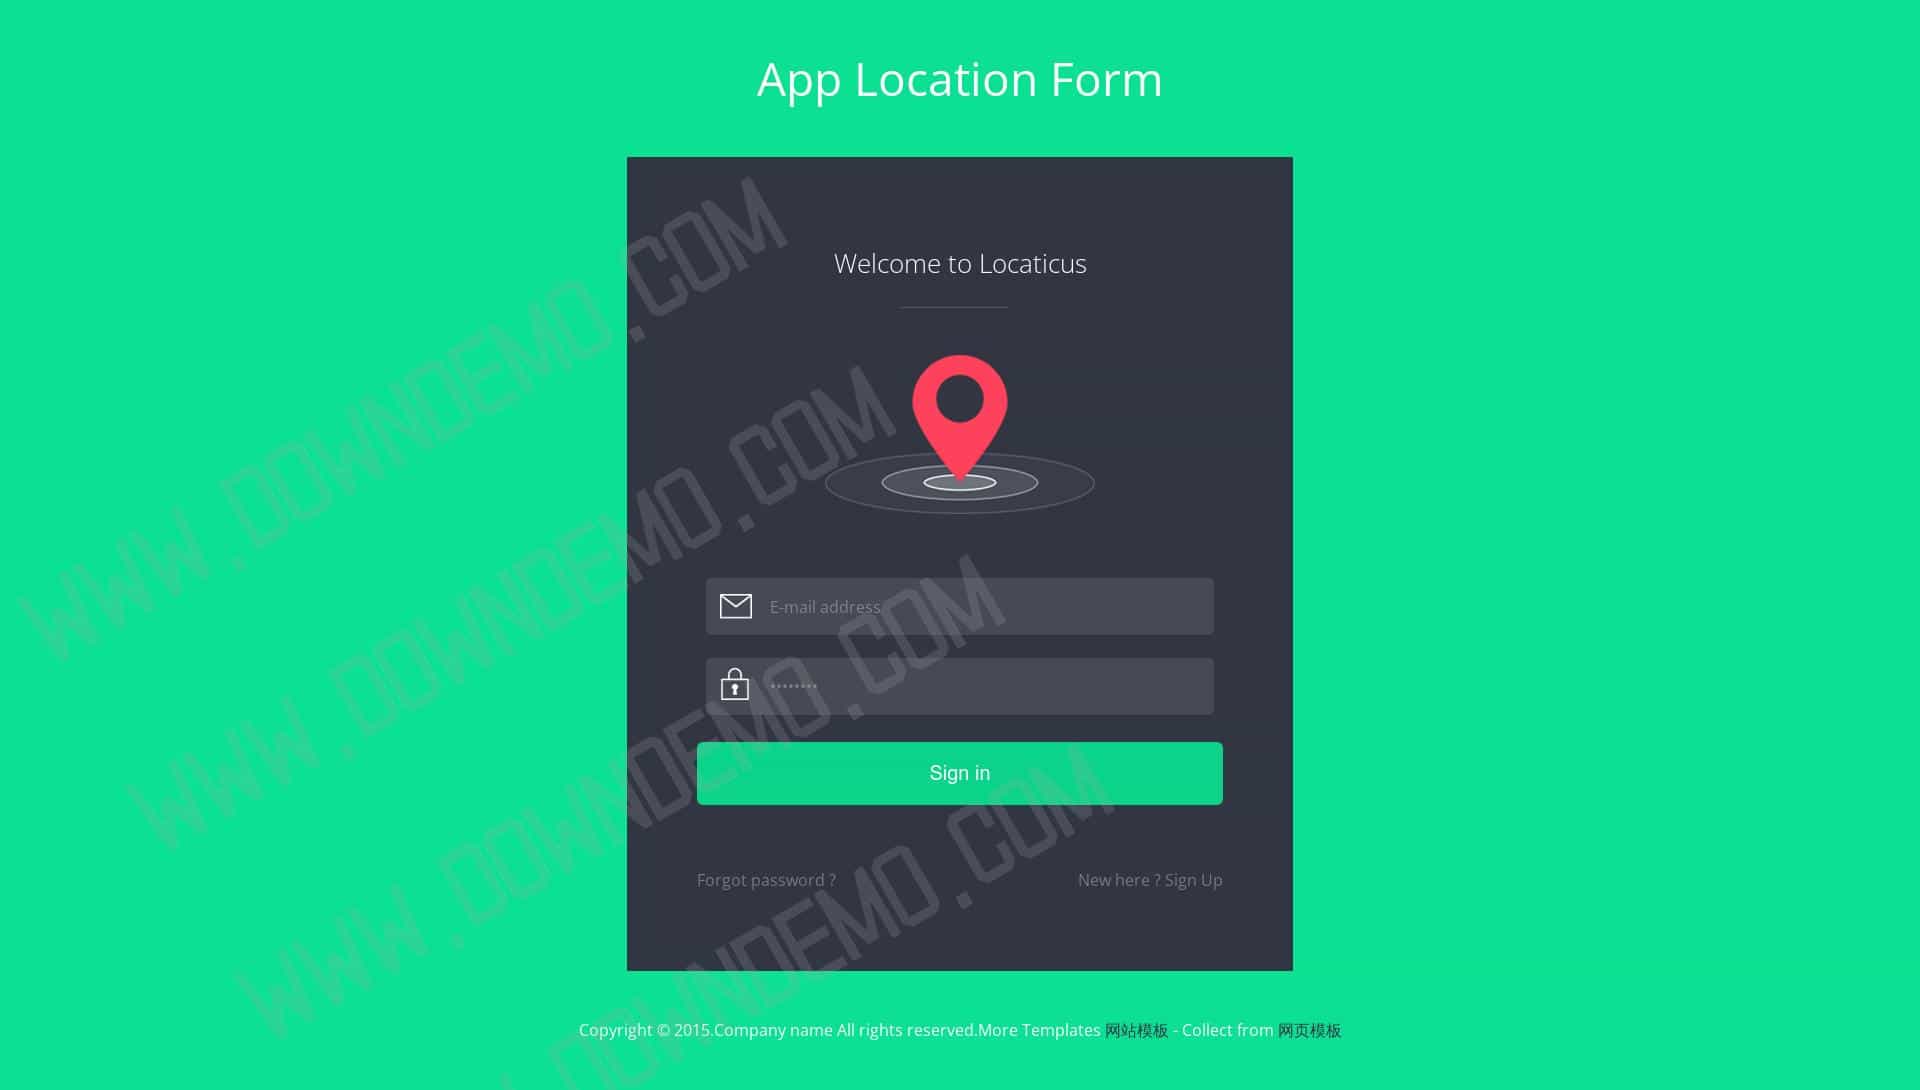 App Location Form
Welcome to Locaticus
E-mail address
••••••••
Sign in
Forgot password ?
New here ? Sign Up
Copyright © 2015.Company name All rights reserved.More Templates 网站模板 - Collect from 网页模板
WWW.DOWNDEMO.COM
WWW.DOWNDEMO.COM
WWW.DOWNDEMO.COM
DOWNDEMO.COM